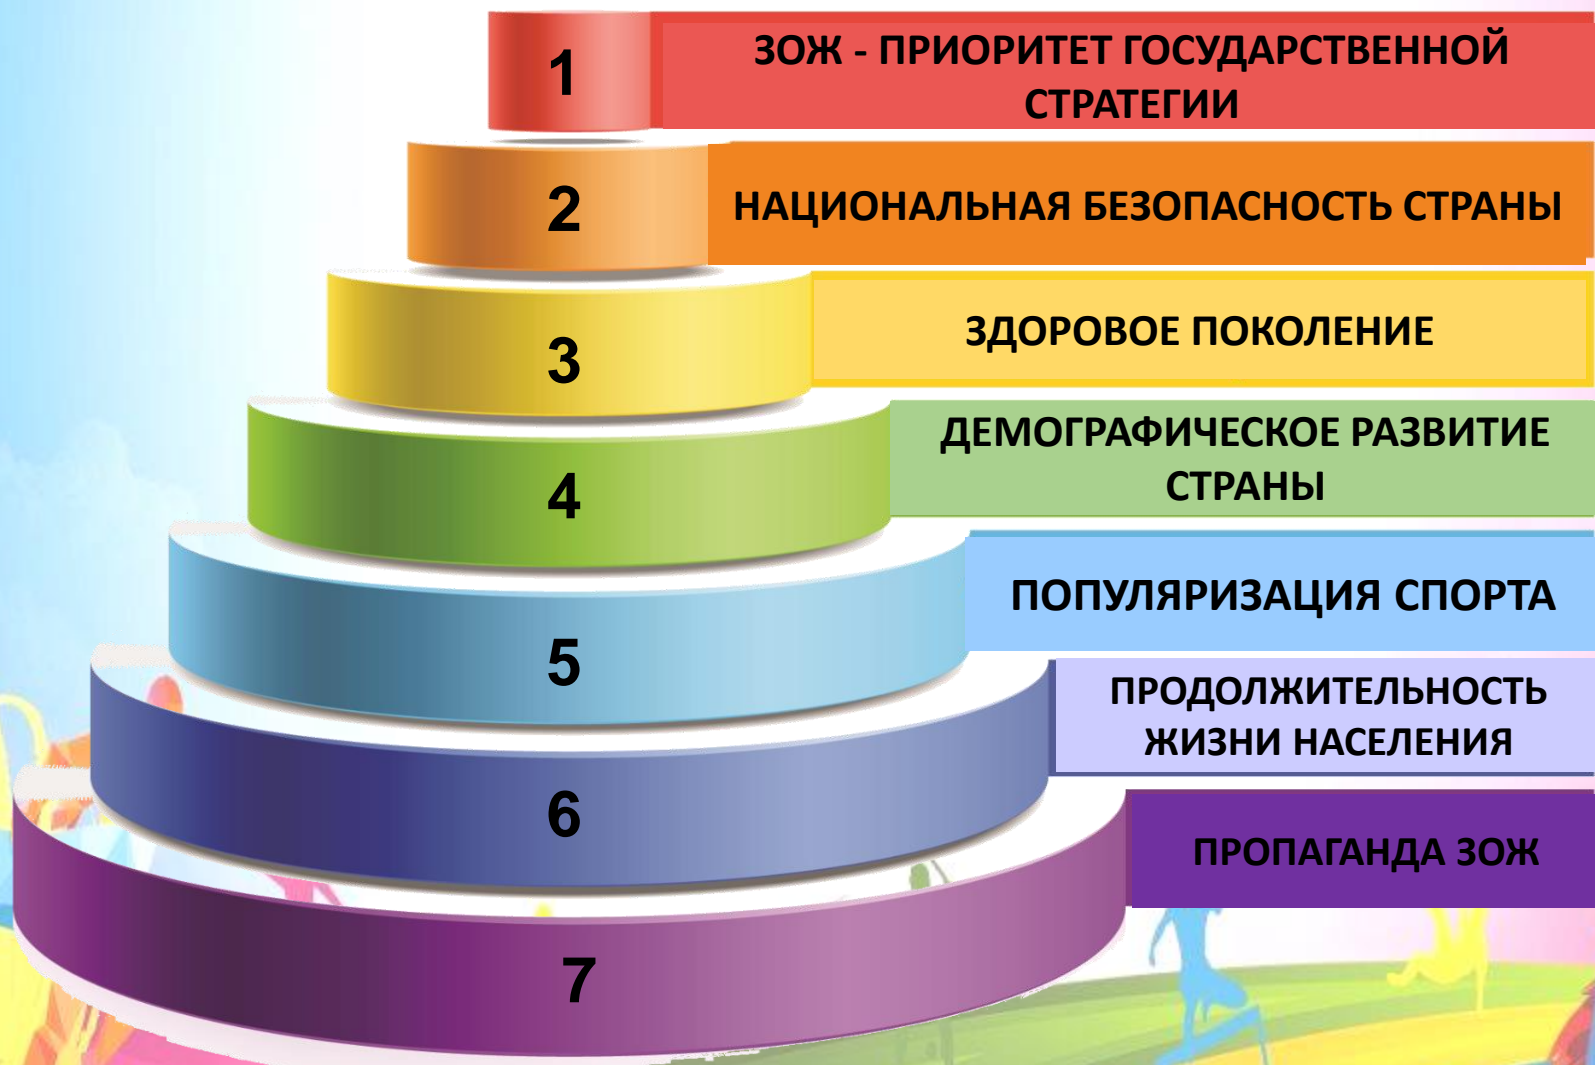 1
ЗОЖ - ПРИОРИТЕТ ГОСУДАРСТВЕННОЙ
СТРАТЕГИИ
2
НАЦИОНАЛЬНАЯ БЕЗОПАСНОСТЬ СТРАНЫ
3
ЗДОРОВОЕ ПОКОЛЕНИЕ
4
ДЕМОГРАФИЧЕСКОЕ РАЗВИТИЕ
СТРАНЫ
5
ПОПУЛЯРИЗАЦИЯ СПОРТА
6
ПРОДОЛЖИТЕЛЬНОСТЬ
ЖИЗНИ НАСЕЛЕНИЯ
7
ПРОПАГАНДА ЗОЖ